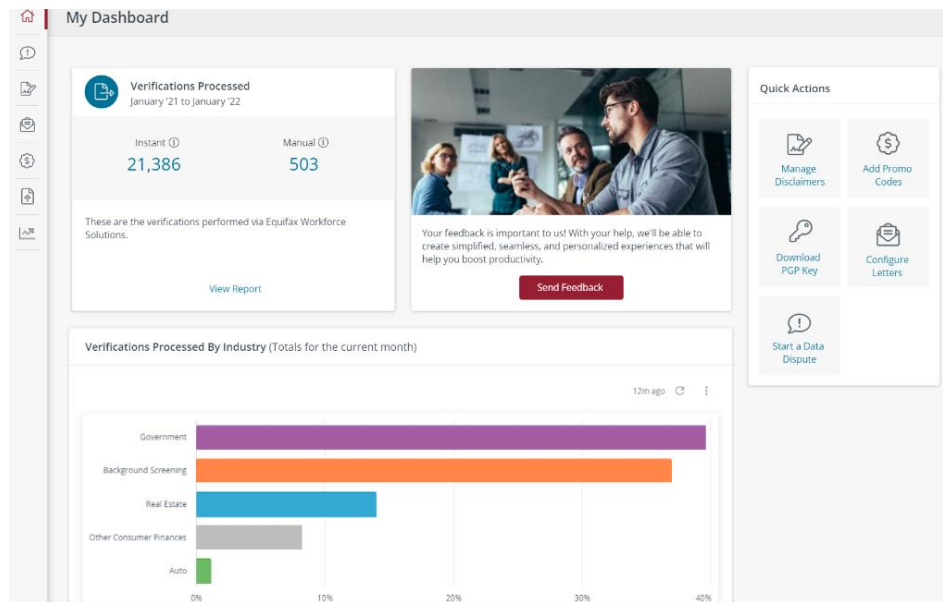 My Dashboard
Verifications Processed
January '21 to January '22
Instant
Manual
21,386
503
These are the verifications performed via Equifax Workforce
Solutions.
View Report
Your feedback is important to us! With your help, we'll be able to
create simplified, seamless, and personalized experiences that will
help you boost productivity.
Send Feedback
Quick Actions
Manage
Disclaimers
Add Promo
Codes
Download
PGP Key
Configure
Letters
Start a Data
Dispute
Verifications Processed By Industry (Totals for the current month)
12m ago
Government
Background Screening
Real Estate
Other Consumer Finances
Auto
0%
10%
20%
30%
40%